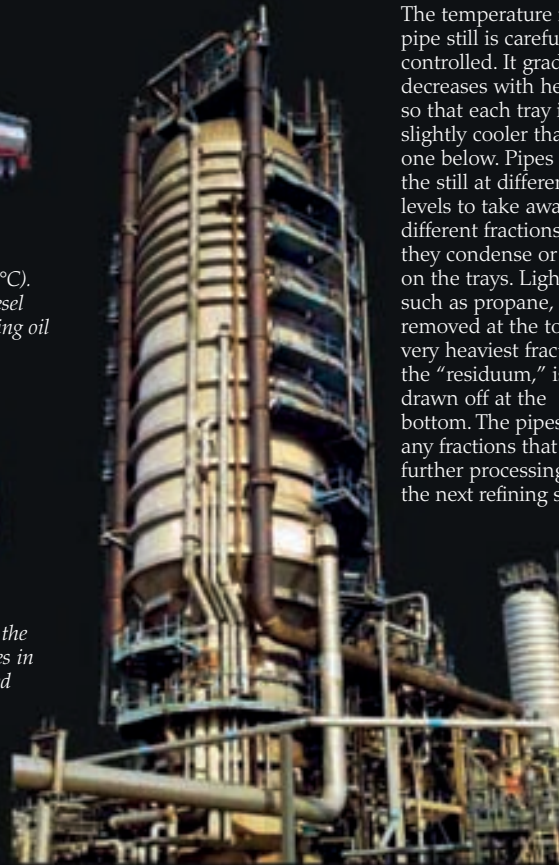 °C).
sel
ng oil
the
es in
d
The temperature
pipe still is carefu
controlled. It grad
decreases with he
so that each tray i
slightly cooler tha
one below. Pipes
the still at differen
levels to take awa
different fractions
they condense or
on the trays. Ligh
such as propane,
removed at the to
very heaviest frac
the “residuum,” i
drawn off at the
bottom. The pipes
any fractions that
further processing
the next refining s